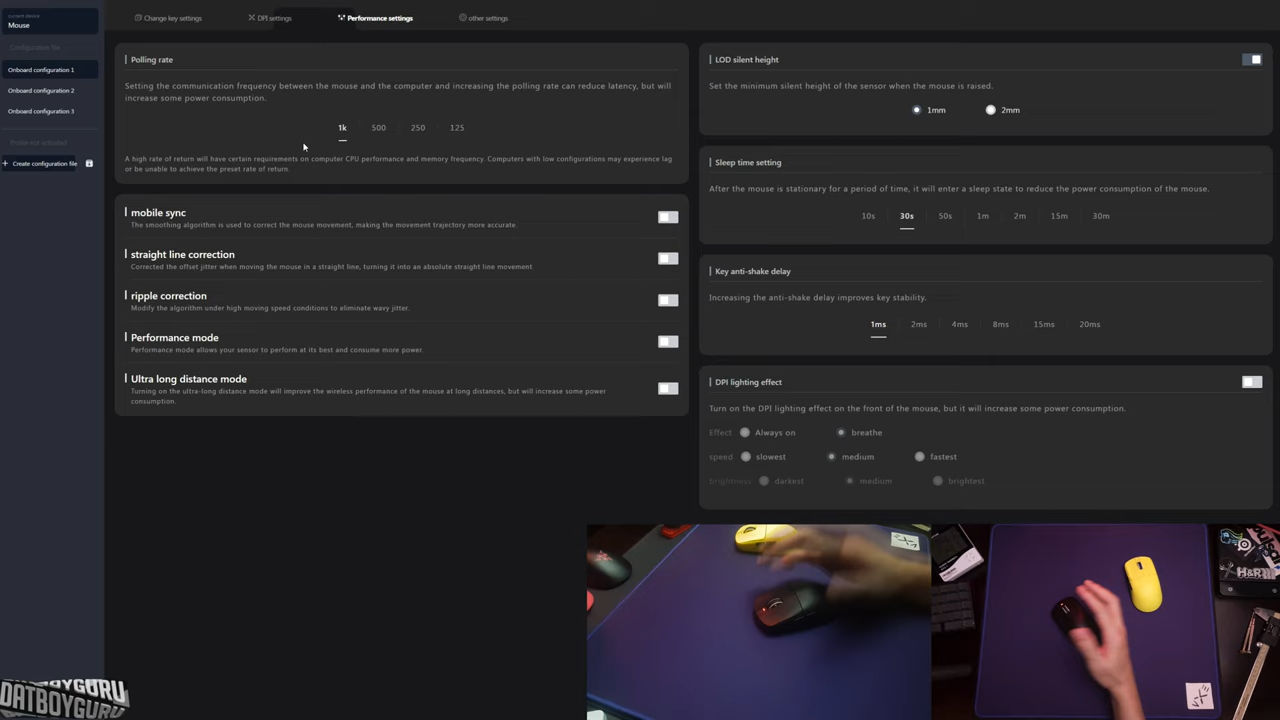 current device
Mouse
Configuration file
Onboard configuration 1
Onboard configuration 2
Onboard configuration 3
Profile not activated
+ Create configuration file
Change key settings
DPI settings
Performance settings
other settings
Polling rate
Setting the communication frequency between the mouse and the computer and increasing the polling rate can reduce latency, but will
increase some power consumption.
1k 500 250 125
A high rate of return will have certain requirements on computer CPU performance and memory frequency. Computers with low configurations may experience lag
or be unable to achieve the preset rate of return.
mobile sync
The smoothing algorithm is used to correct the mouse movement, making the movement trajectory more accurate.
straight line correction
Corrected the offset jitter when moving the mouse in a straight line, turning it into an absolute straight line movement.
ripple correction
Modify the algorithm under high moving speed conditions to eliminate wavy jitter.
Performance mode
Performance mode allows your sensor to perform at its best and consume more power.
Ultra long distance mode
Turning on the ultra-long distance mode will improve the wireless performance of the mouse at long distances, but will increase some power
consumption.
LOD silent height
Set the minimum silent height of the sensor when the mouse is raised.
1mm 2mm
Sleep time setting
After the mouse is stationary for a period of time, it will enter a sleep state to reduce the power consumption of the mouse.
10s 30s 50s 1m 2m 15m 30m
Key anti-shake delay
Increasing the anti-shake delay improves key stability.
1ms 2ms 4ms 8ms 15ms 20ms
DPI lighting effect
Turn on the DPI lighting effect on the front of the mouse, but it will increase some power consumption.
Effect Always on breathe
speed slowest medium fastest
brightness darkest medium brightest
H&R
DATBOYGURU